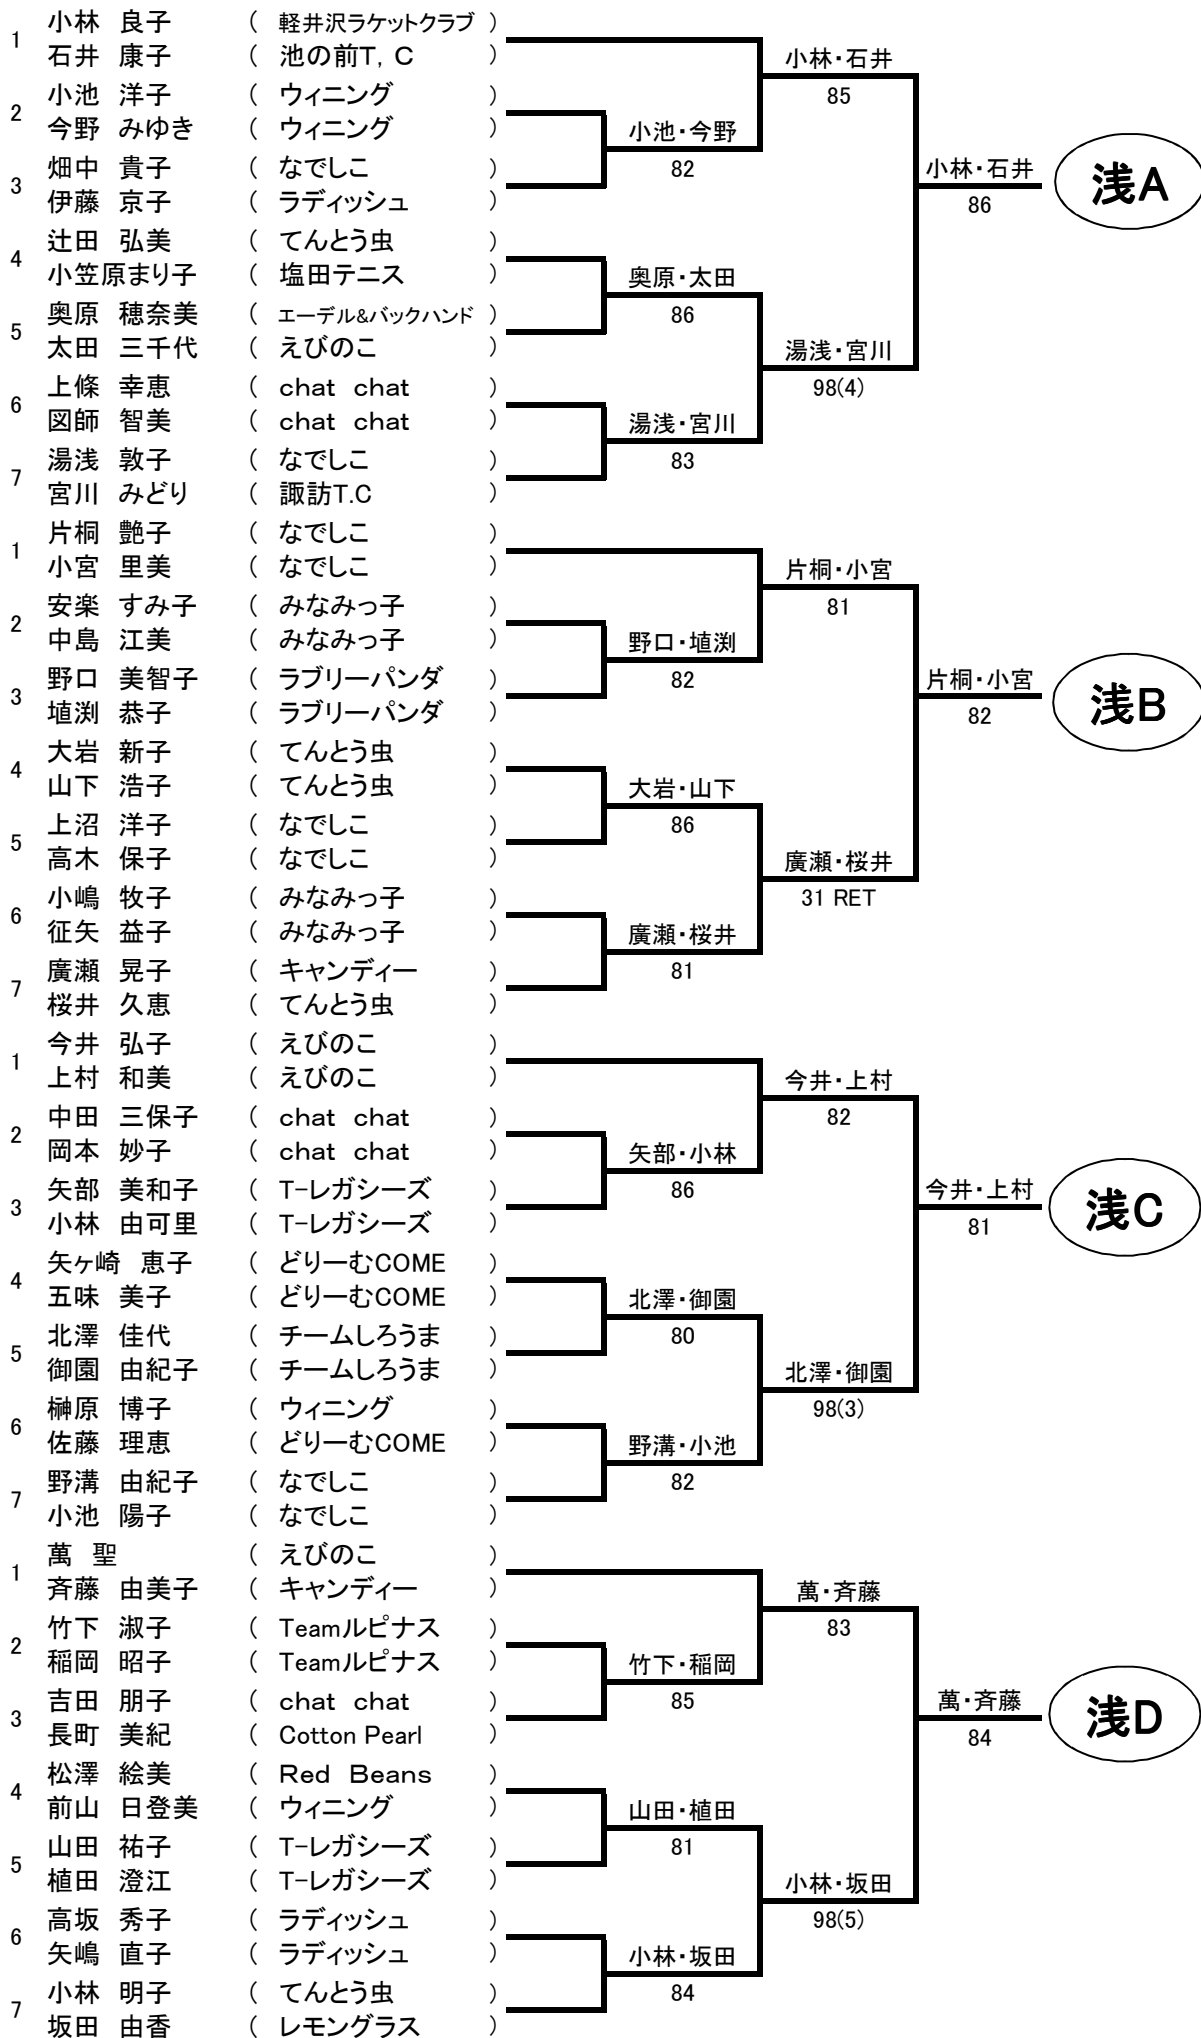 1 小林 良子 ( 軽井沢ラケットクラブ )
石井 康子 ( 池の前T, C )
2 小池 洋子 ( ウィニング )
今野 みゆき ( ウィニング )
3 畑中 貴子 ( なでしこ )
伊藤 京子 ( ラディッシュ )
4 辻田 弘美 ( てんとう虫 )
小笠原まり子 ( 塩田テニス )
5 奥原 穂奈美 ( エーデル&バックハンド )
太田 三千代 ( えびのこ )
6 上條 幸恵 ( chat chat )
図師 智美 ( chat chat )
7 湯浅 敦子 ( なでしこ )
宮川 みどり ( 諏訪T.C )
小池・今野
82
奥原・太田
86
湯浅・宮川
83
小林・石井
85
湯浅・宮川
98(4)
小林・石井
86
浅A
1 片桐 艶子 ( なでしこ )
小宮 里美 ( なでしこ )
2 安楽 すみ子 ( みなみっ子 )
中島 江美 ( みなみっ子 )
3 野口 美智子 ( ラブリーパンダ )
埴渕 恭子 ( ラブリーパンダ )
4 大岩 新子 ( てんとう虫 )
山下 浩子 ( てんとう虫 )
5 上沼 洋子 ( なでしこ )
高木 保子 ( なでしこ )
6 小嶋 牧子 ( みなみっ子 )
征矢 益子 ( みなみっ子 )
7 廣瀬 晃子 ( キャンディー )
桜井 久恵 ( てんとう虫 )
野口・埴渕
82
大岩・山下
86
廣瀬・桜井
81
片桐・小宮
81
廣瀬・桜井
31 RET
片桐・小宮
82
浅B
1 今井 弘子 ( えびのこ )
上村 和美 ( えびのこ )
2 中田 三保子 ( chat chat )
岡本 妙子 ( chat chat )
3 矢部 美和子 ( T-レガシーズ )
小林 由可里 ( T-レガシーズ )
4 矢ヶ崎 恵子 ( どりーむCOME )
五味 美子 ( どりーむCOME )
5 北澤 佳代 ( チームしろうま )
御園 由紀子 ( チームしろうま )
6 榊原 博子 ( ウィニング )
佐藤 理恵 ( どりーむCOME )
7 野溝 由紀子 ( なでしこ )
小池 陽子 ( なでしこ )
矢部・小林
86
北澤・御園
80
野溝・小池
82
今井・上村
82
北澤・御園
98(3)
今井・上村
81
浅C
1 萬 聖 ( えびのこ )
斉藤 由美子 ( キャンディー )
2 竹下 淑子 ( Teamルピナス )
稲岡 昭子 ( Teamルピナス )
3 吉田 朋子 ( chat chat )
長町 美紀 ( Cotton Pearl )
4 松澤 絵美 ( Red Beans )
前山 日登美 ( ウィニング )
5 山田 祐子 ( T-レガシーズ )
植田 澄江 ( T-レガシーズ )
6 高坂 秀子 ( ラディッシュ )
矢嶋 直子 ( ラディッシュ )
7 小林 明子 ( てんとう虫 )
坂田 由香 ( レモングラス )
竹下・稲岡
85
山田・植田
81
小林・坂田
84
萬・斉藤
83
小林・坂田
98(5)
萬・斉藤
84
浅D